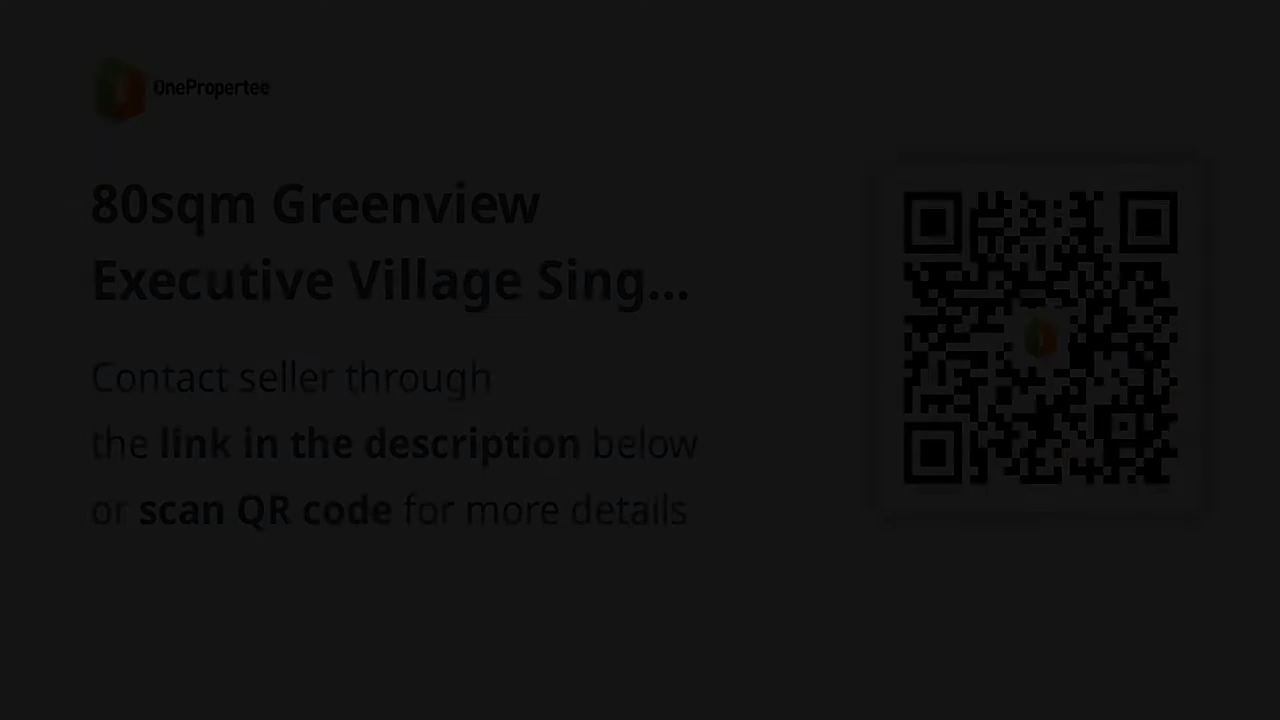 OnePropertee
80sqm Greenview
Executive Village Sing...
Contact seller through
the link in the description below
or scan QR code for more details